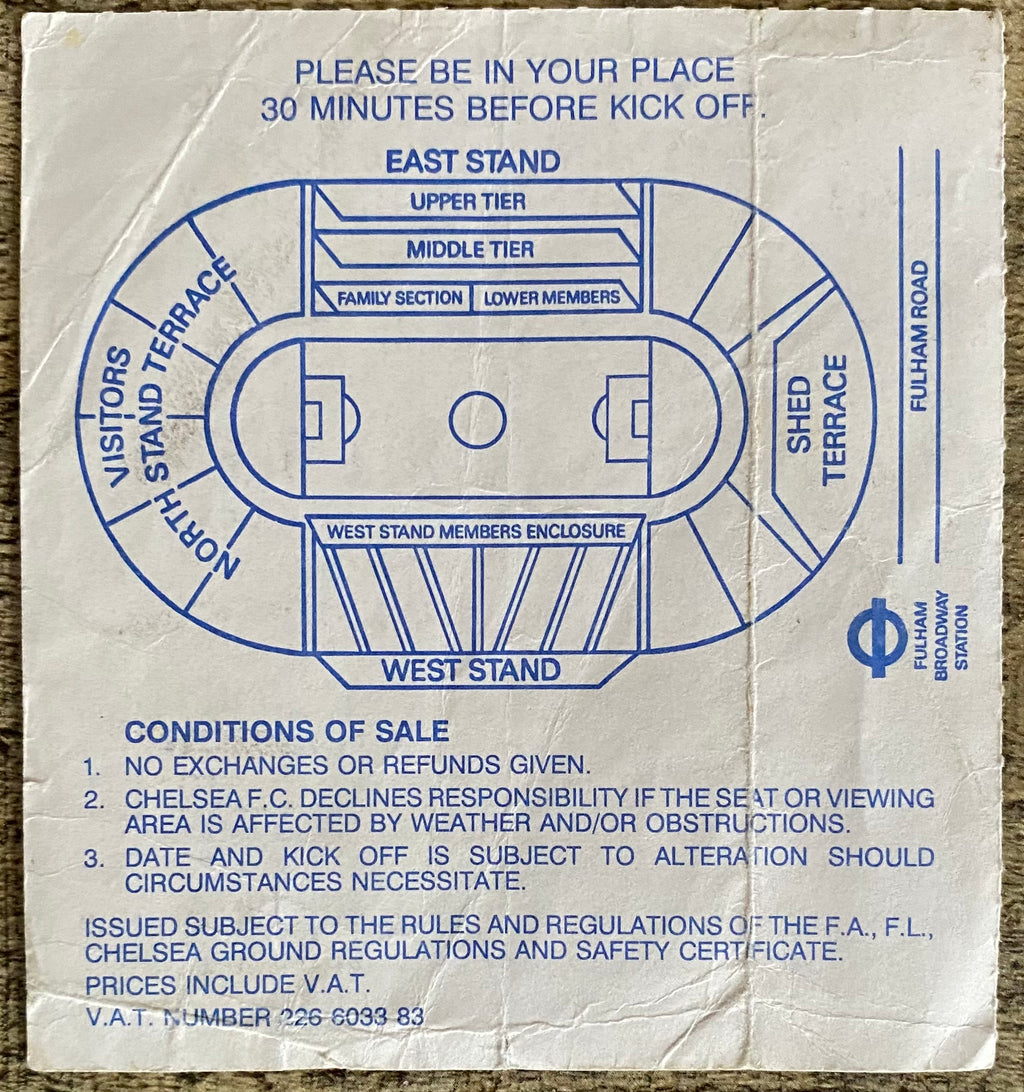 PLEASE BE IN YOUR PLACE
30 MINUTES BEFORE KICK OFF.
EAST STAND
UPPER TIER
MIDDLE TIER
FAMILY SECTION
LOWER MEMBERS
VISITORS
NORTH STAND TERRACE
SHED
TERRACE
FULHAM ROAD
WEST STAND MEMBERS ENCLOSURE
WEST STAND
FULHAM
BROADWAY
STATION
CONDITIONS OF SALE
1. NO EXCHANGES OR REFUNDS GIVEN.
2. CHELSEA F.C. DECLINES RESPONSIBILITY IF THE SEAT OR VIEWING
AREA IS AFFECTED BY WEATHER AND/OR OBSTRUCTIONS.
3. DATE AND KICK OFF IS SUBJECT TO ALTERATION SHOULD
CIRCUMSTANCES NECESSITATE.
ISSUED SUBJECT TO THE RULES AND REGULATIONS OF THE F.A., F.L.,
CHELSEA GROUND REGULATIONS AND SAFETY CERTIFICATE.
PRICES INCLUDE V.A.T.
V.A.T. NUMBER 226 6033 83